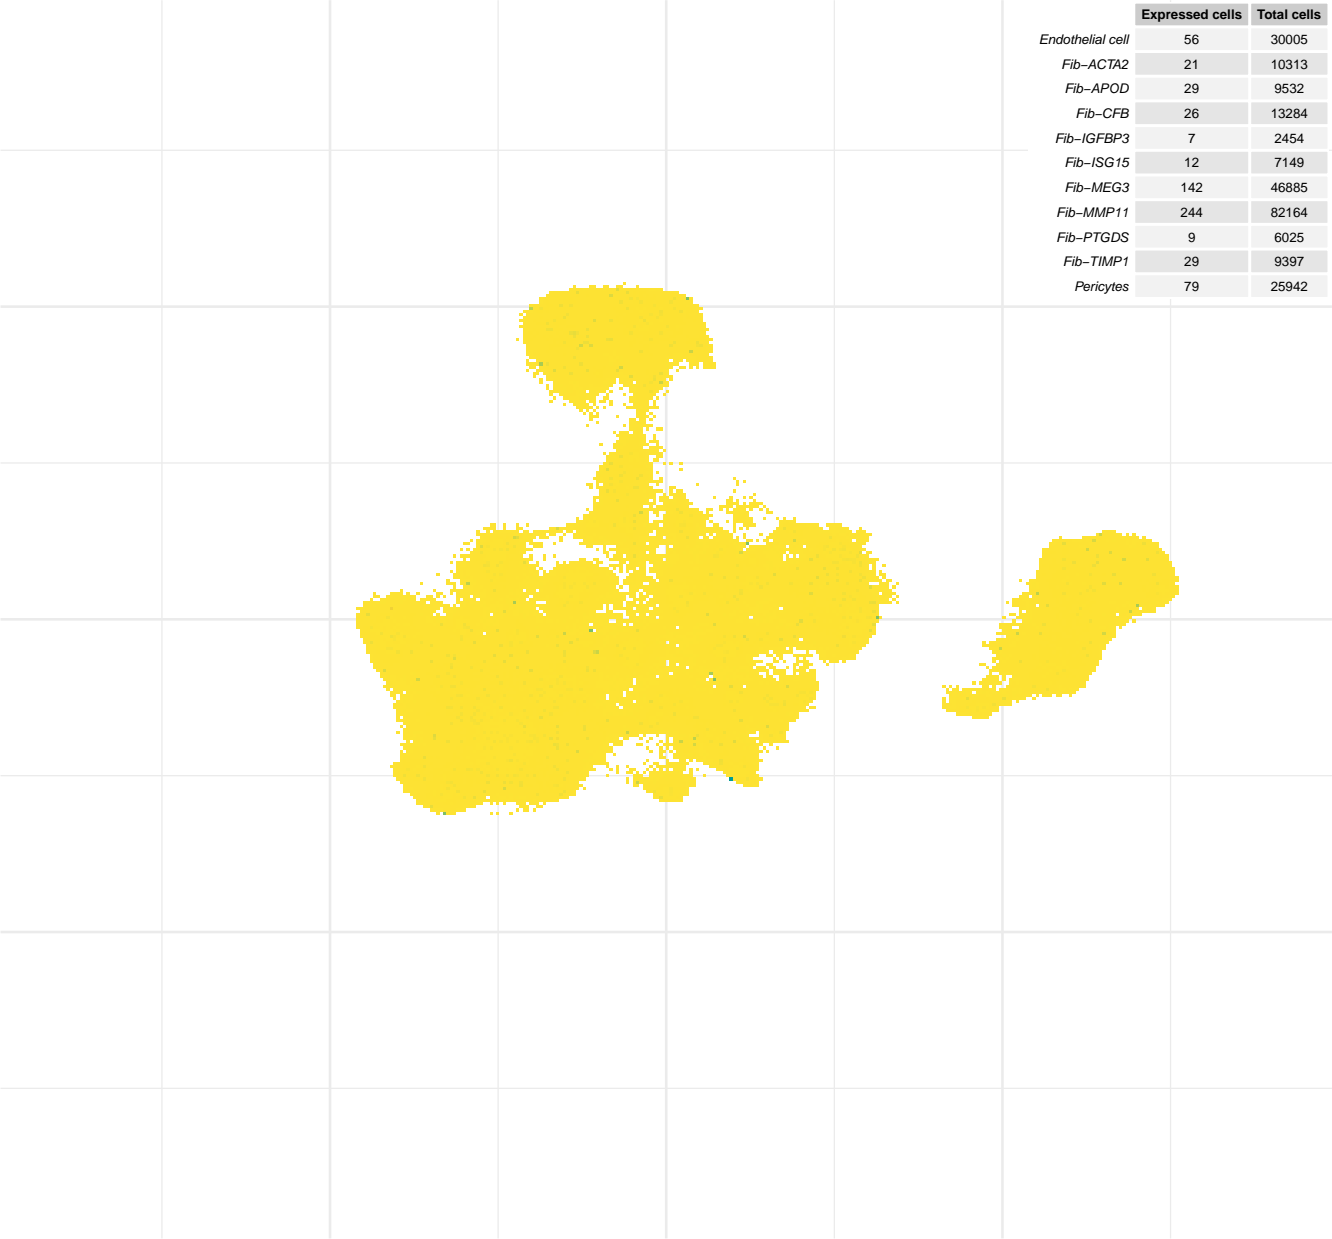 Expressed cells Total cells
Endothelial cell 56 30005
Fib−ACTA2 21 10313
Fib−APOD 29 9532
Fib−CFB 26 13284
Fib−IGFBP3 7 2454
Fib−ISG15 12 7149
Fib−MEG3 142 46885
Fib−MMP11 244 82164
Fib−PTGDS 9 6025
Fib−TIMP1 29 9397
Pericytes 79 25942